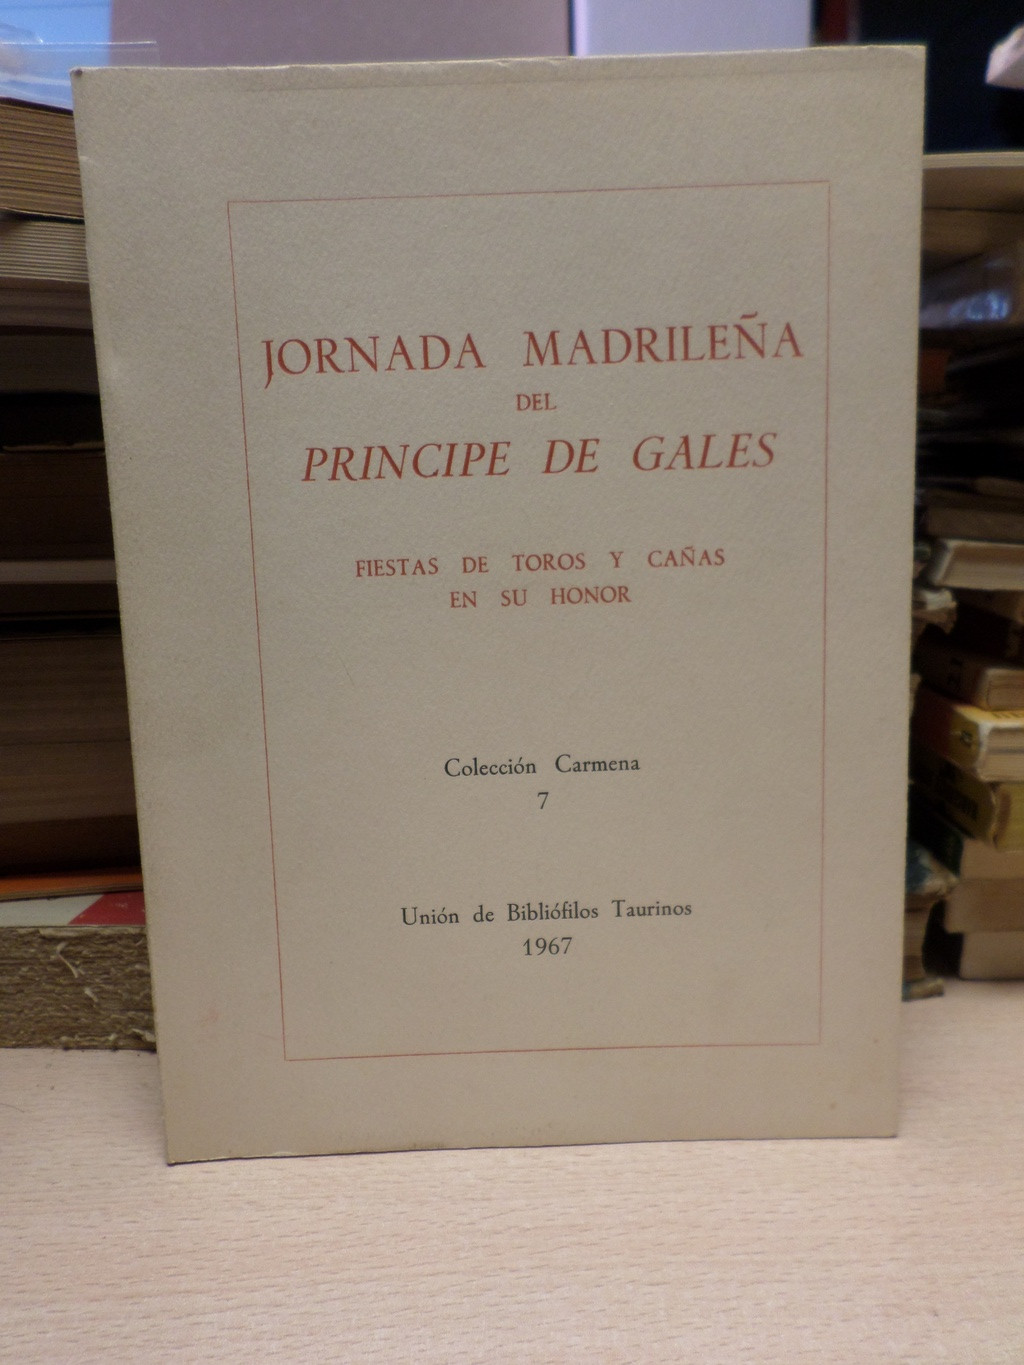 JORNADA MADRILEÑA
DEL
PRINCIPE DE GALES
FIESTAS DE TOROS Y CAÑAS
EN SU HONOR
Colección Carmena
7
Unión de Bibliófilos Taurinos
1967